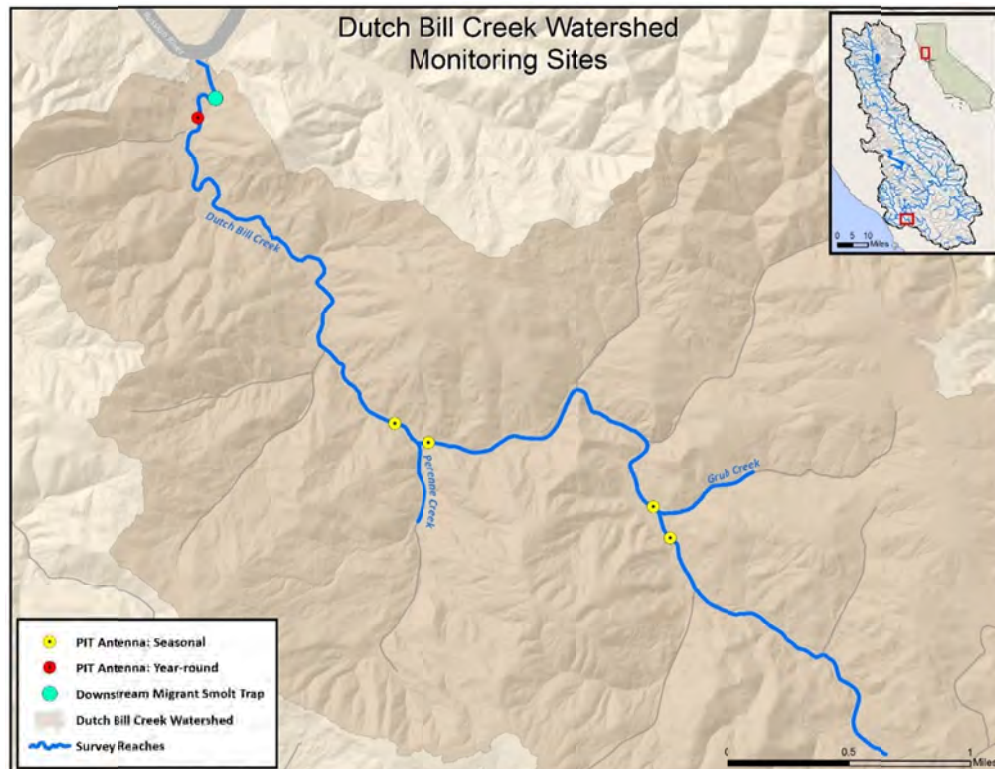 Dutch Bill Creek Watershed
Monitoring Sites
Russian River
Dutch Bill Creek
Perenne Creek
Grub Creek
0 5 10
Miles
PIT Antenna: Seasonal
PIT Antenna: Year-round
Downstream Migrant Smolt Trap
Dutch Bill Creek Watershed
Survey Reaches
0 0.5 1
Miles